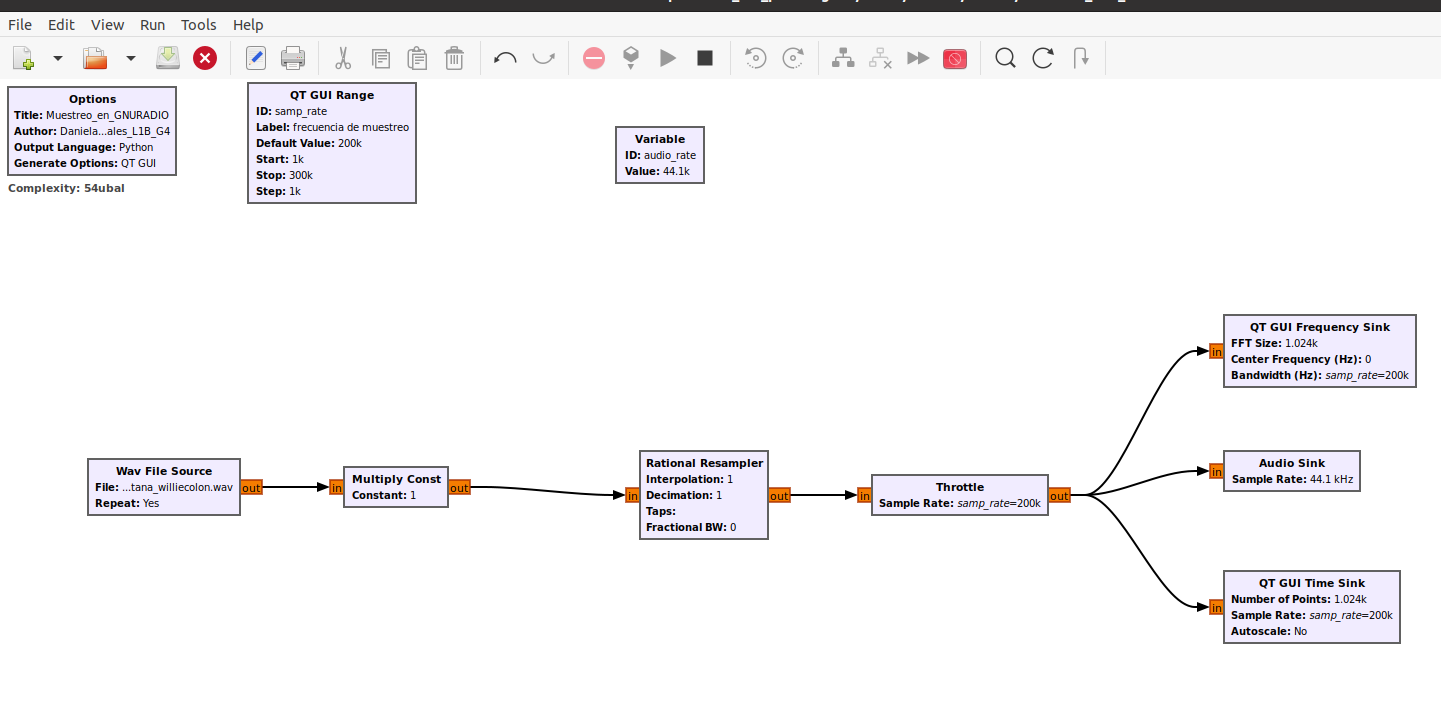 File Edit View Run Tools Help
Options
Title: Muestreo_en_GNURADIO
Author: Daniela...ales_L1B_G4
Output Language: Python
Generate Options: QT GUI
Complexity: 54ubal
QT GUI Range
ID: samp_rate
Label: frecuencia de muestreo
Default Value: 200k
Start: 1k
Stop: 300k
Step: 1k
Variable
ID: audio_rate
Value: 44.1k
Wav File Source
File: ...tana_williecolon.wav
Repeat: Yes
out
in
Multiply Const
Constant: 1
out
in
Rational Resampler
Interpolation: 1
Decimation: 1
Taps:
Fractional BW: 0
out
in
Throttle
Sample Rate: samp_rate=200k
out
in
QT GUI Frequency Sink
FFT Size: 1.024k
Center Frequency (Hz): 0
Bandwidth (Hz): samp_rate=200k
in
Audio Sink
Sample Rate: 44.1 kHz
in
QT GUI Time Sink
Number of Points: 1.024k
Sample Rate: samp_rate=200k
Autoscale: No